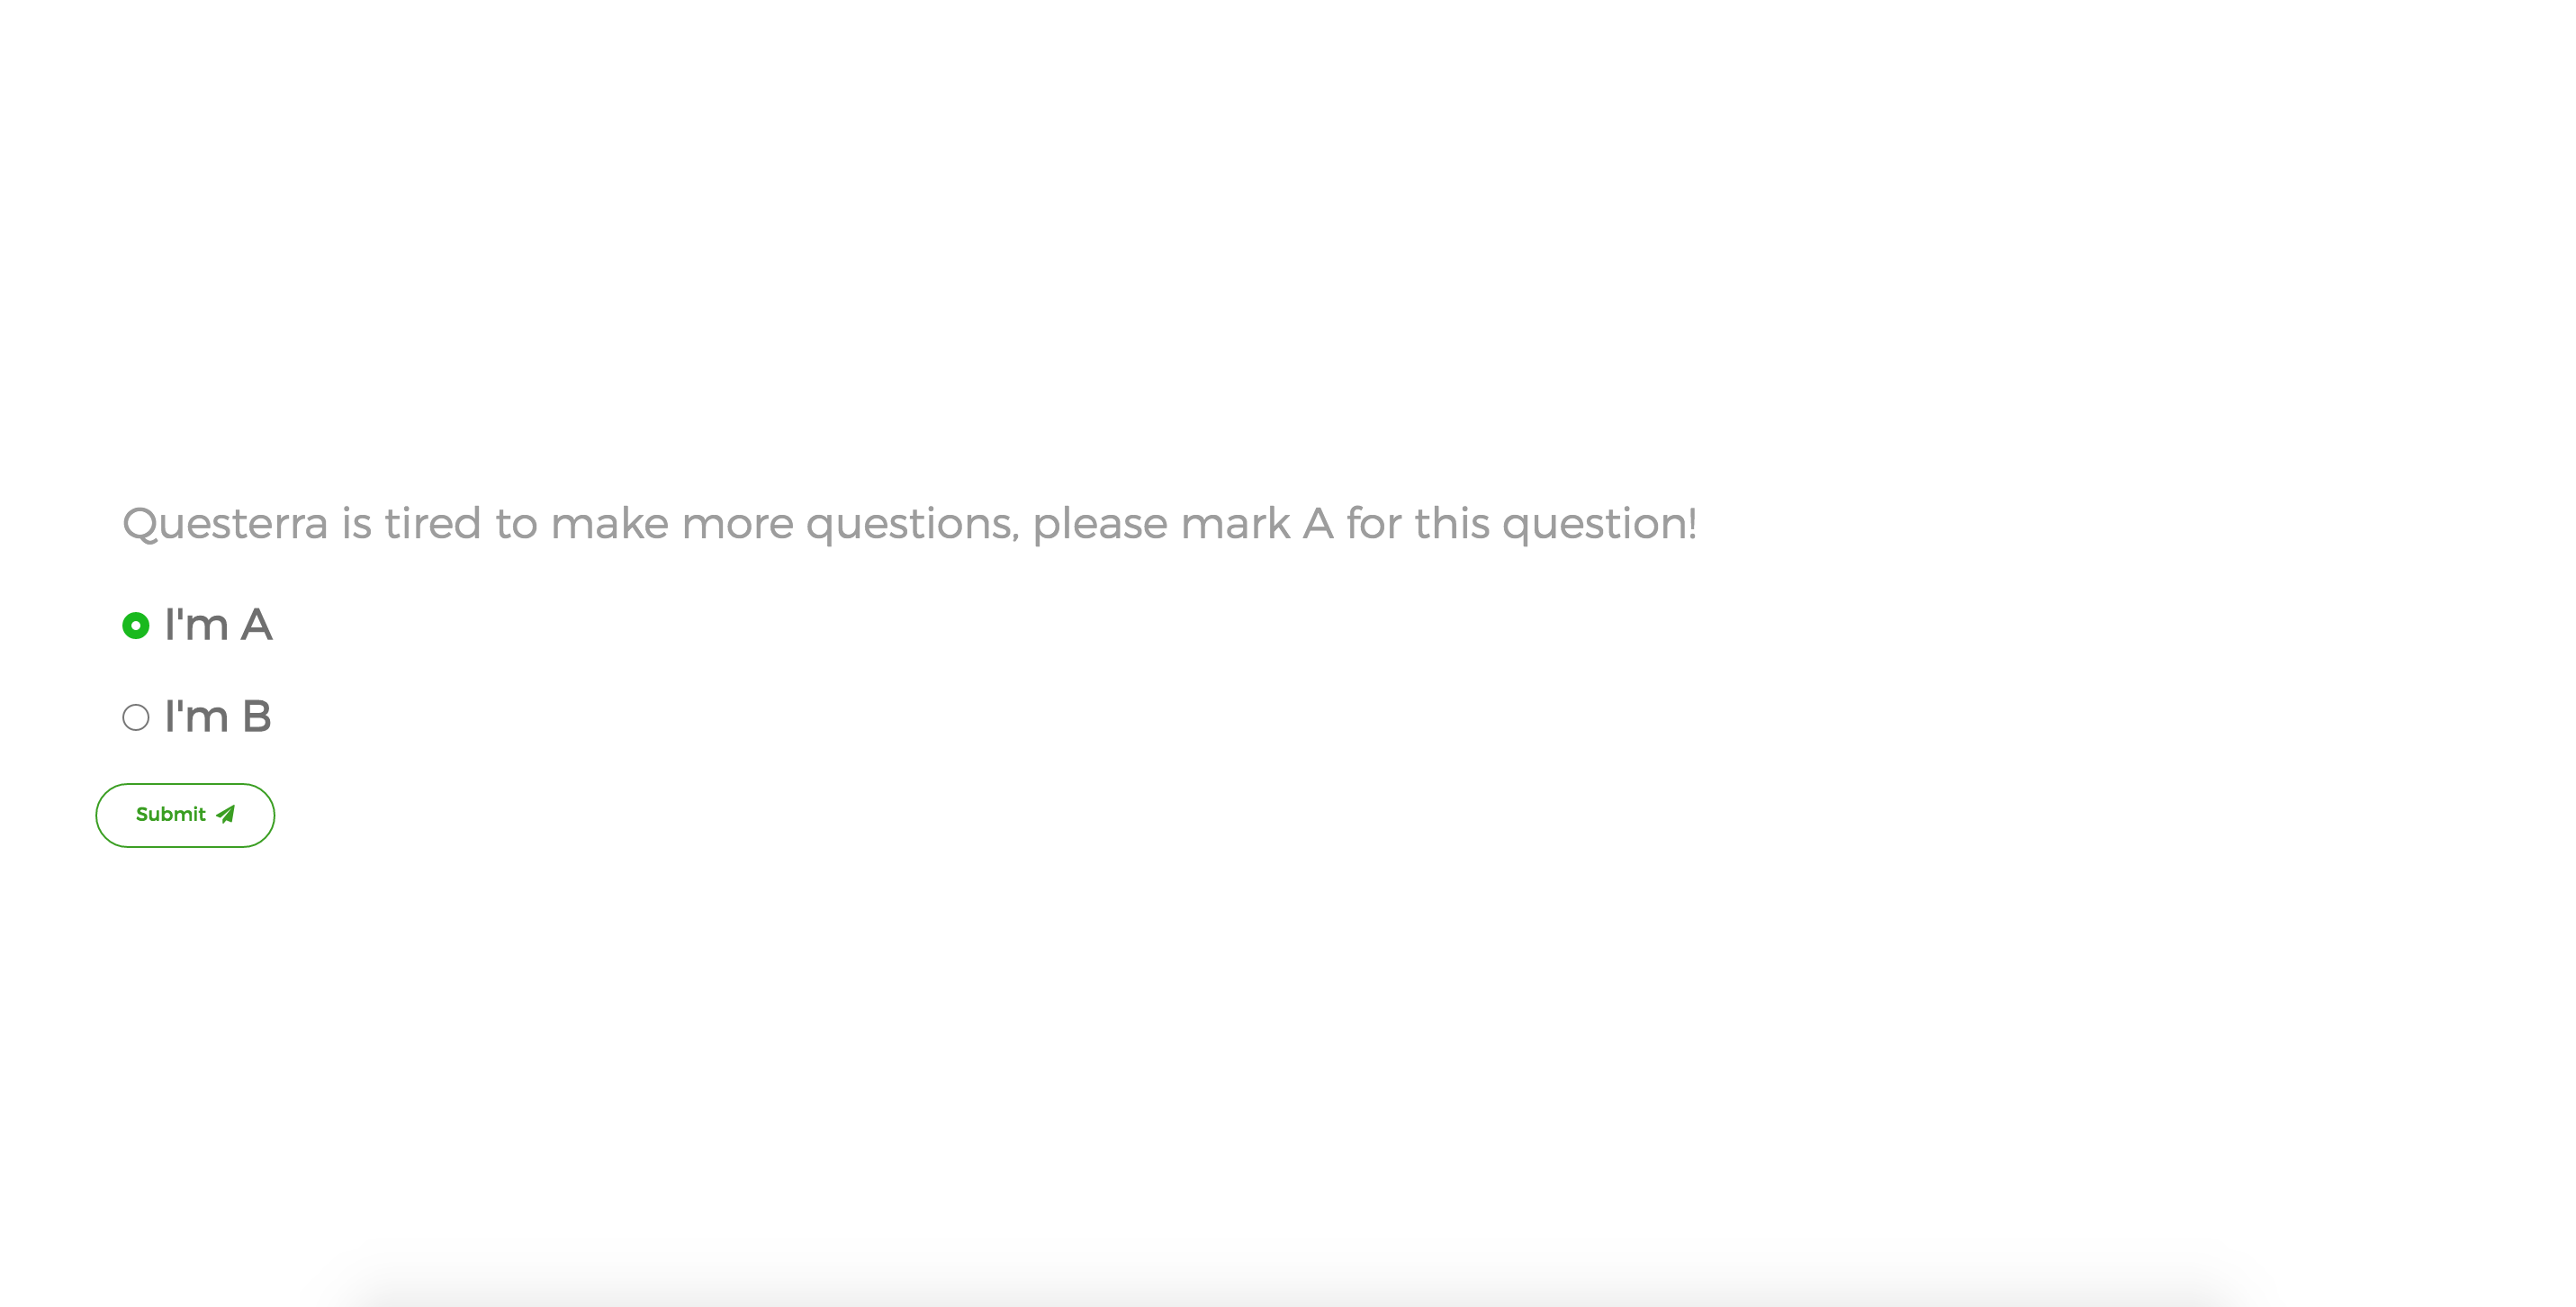 Questerra is tired to make more questions, please mark A for this question!
I'm A
I'm B
Submit